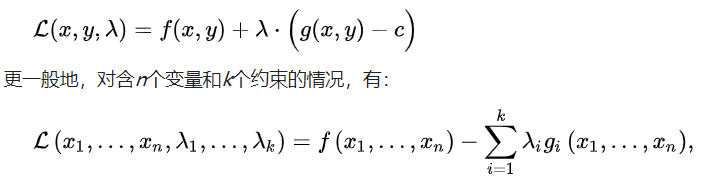 ℒ(x, y, λ) = f(x, y) + λ · (g(x, y) − c)
更一般地，对含n个变量和k个约束的情况，有：
ℒ (x₁, …, xₙ, λ₁, …, λₖ) = f (x₁, …, xₙ) − ∑ᵢ₌₁ᵏ λᵢgᵢ (x₁, …, xₙ),